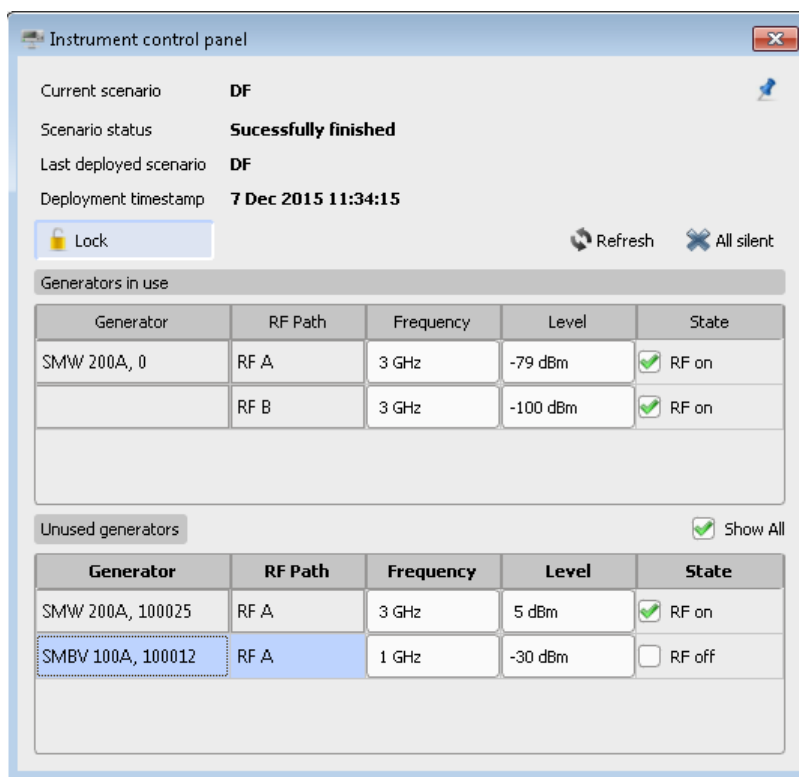 Instrument control panel
Current scenario DF
Scenario status Sucessfully finished
Last deployed scenario DF
Deployment timestamp 7 Dec 2015 11:34:15
Lock Refresh All silent
Generators in use
Generator RF Path Frequency Level State
SMW 200A, 0 RF A 3 GHz -79 dBm RF on
RF B 3 GHz -100 dBm RF on
Unused generators Show All
Generator RF Path Frequency Level State
SMW 200A, 100025 RF A 3 GHz 5 dBm RF on
SMBV 100A, 100012 RF A 1 GHz -30 dBm RF off